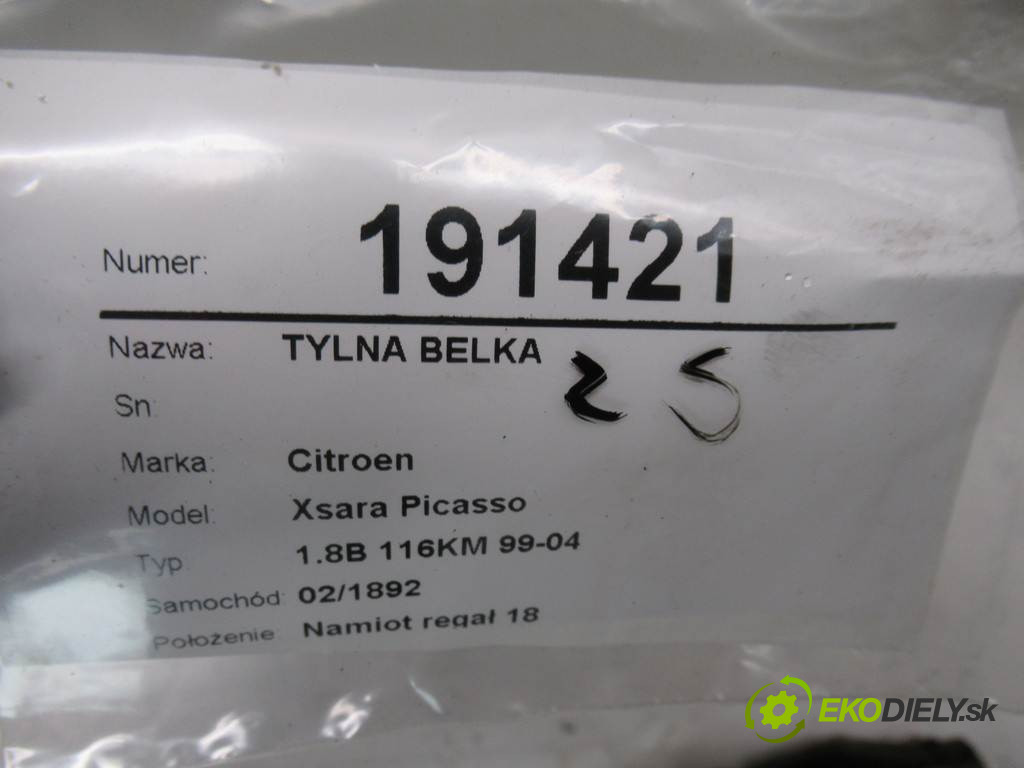 Numer: 191421
Nazwa: TYLNA BELKA
25
Sn:
Marka: Citroen
Model: Xsara Picasso
Typ: 1.8B 116KM 99-04
Samochód: 02/1892
Położenie: Namiot regał 18
EKODIELY.sk